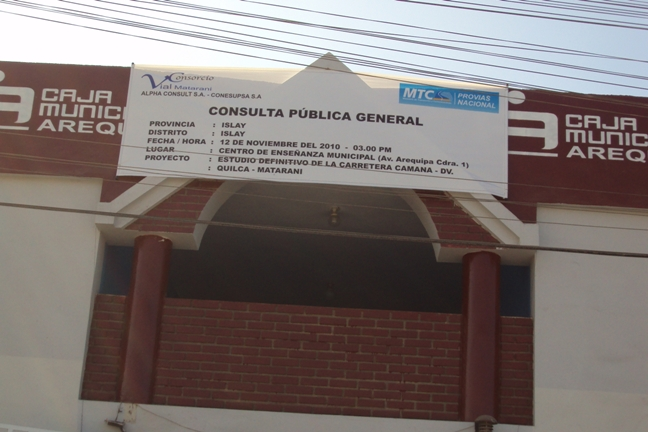 Consorcio
Vial Matarani
ALPHA CONSULT S.A. - CONESUPSA S.A
MTC PROVIAS NACIONAL
CONSULTA PÚBLICA GENERAL
PROVINCIA : ISLAY
DISTRITO : ISLAY
FECHA / HORA : 12 DE NOVIEMBRE DEL 2010 - 03.00 PM
LUGAR : CENTRO DE ENSEÑANZA MUNICIPAL (Av. Arequipa Cdra. 1)
PROYECTO : ESTUDIO DEFINITIVO DE LA CARRETERA CAMANA - DV.
: QUILCA - MATARANI
CAJA
MUNIC
AREQU
CAJA
MUNIC
AREQU